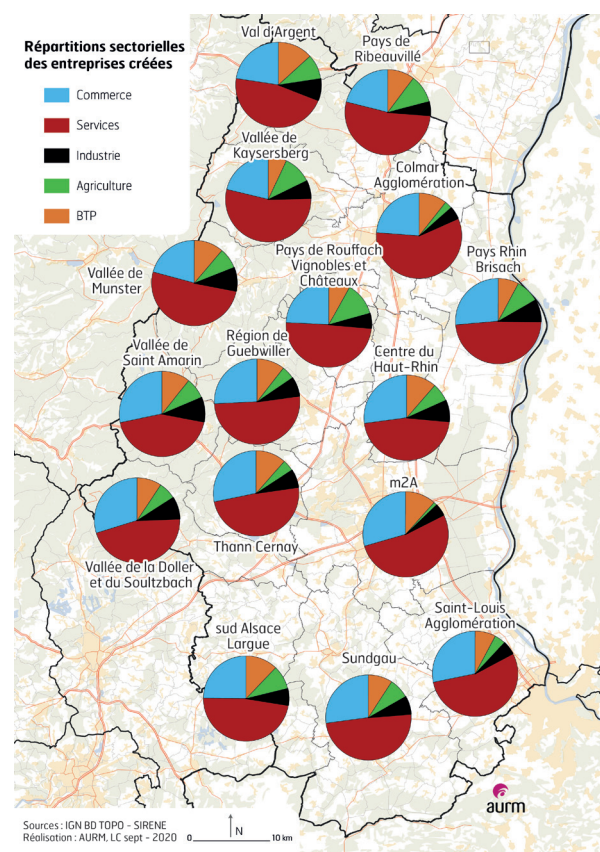 Répartitions sectorielles
des entreprises créées
Commerce
Services
Industrie
Agriculture
BTP
Val d'Argent
Pays de
Ribeauvillé
Vallée de
Kaysersberg
Colmar
Agglomération
Vallée de
Munster
Pays de Rouffach
Vignobles et
Châteaux
Pays Rhin
Brisach
Vallée de
Saint Amarin
Région de
Guebwiller
Centre du
Haut-Rhin
Thann Cernay
m2A
Vallée de la Doller
et du Soultzbach
Saint-Louis
Agglomération
sud Alsace
Largue
Sundgau
aurm
Sources : IGN BD TOPO - SIRENE
Réalisation : AURM, LC sept - 2020
N
0 10 km